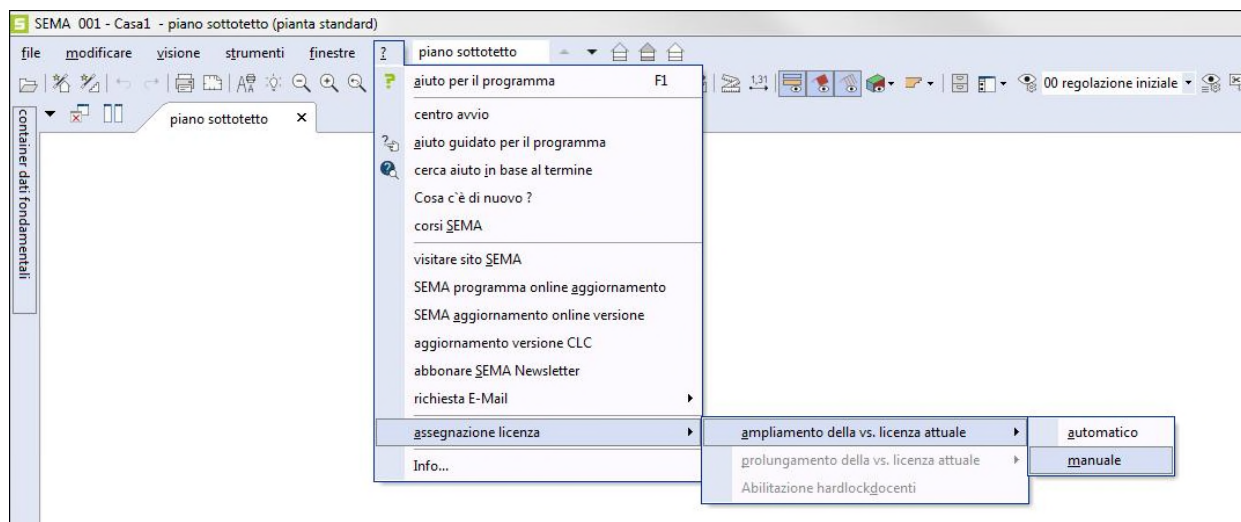 S SEMA 001 - Casa1 - piano sottotetto (pianta standard)
file modificare visione strumenti finestre ? piano sottotetto
1,31 00 regolazione iniziale
piano sottotetto x
container dati fondamentali
? aiuto per il programma F1
centro avvio
aiuto guidato per il programma
cerca aiuto in base al termine
Cosa c`è di nuovo ?
corsi SEMA
visitare sito SEMA
SEMA programma online aggiornamento
SEMA aggiornamento online versione
aggiornamento versione CLC
abbonare SEMA Newsletter
richiesta E-Mail
assegnazione licenza ampliamento della vs. licenza attuale automatico
Info... prolungamento della vs. licenza attuale manuale
Abilitazione hardlockdocenti